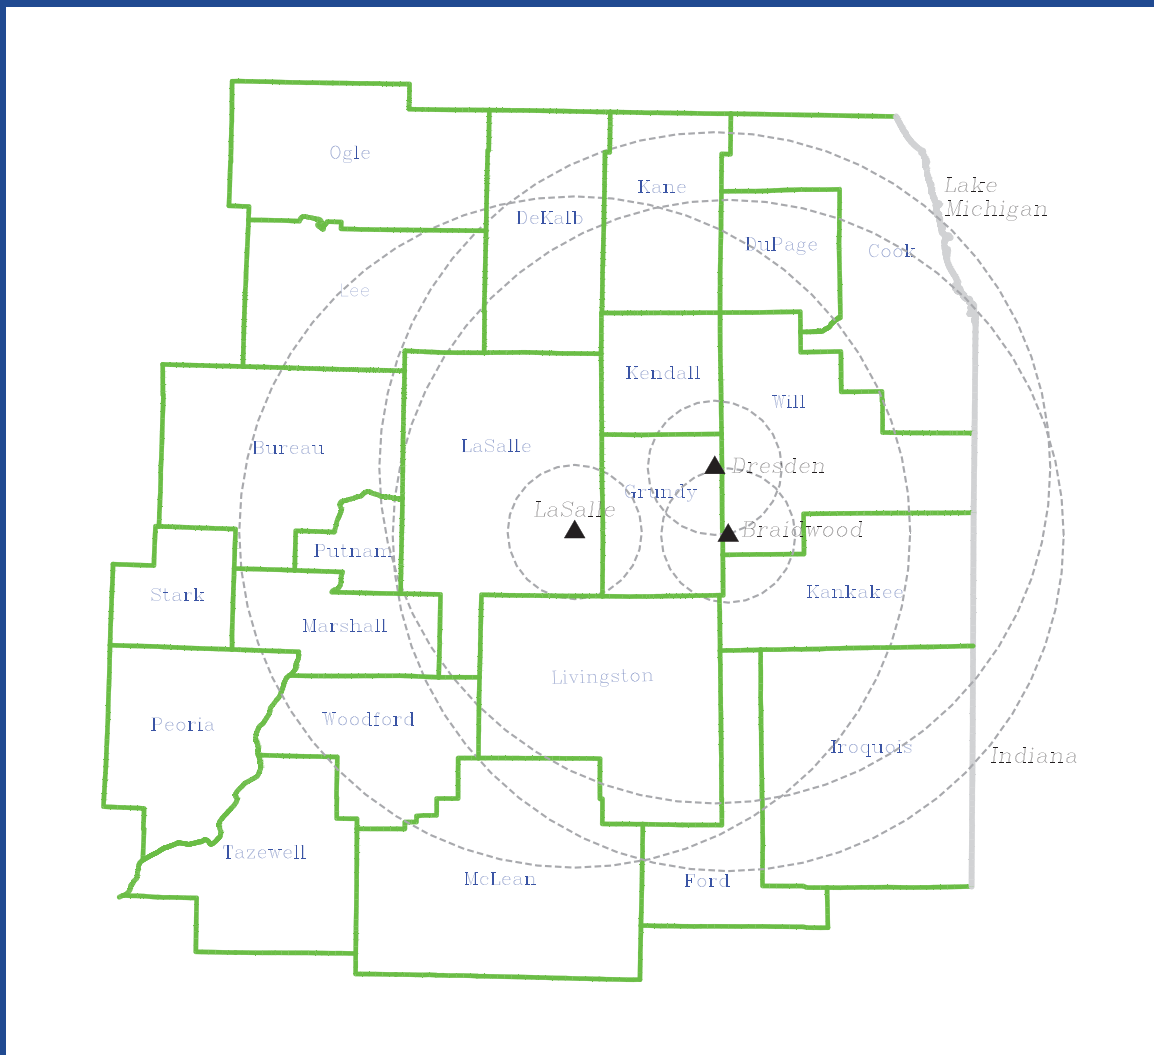 Ogle
Kane
Lake
Michigan
DeKalb
DuPage
Cook
Lee
Kendall
Will
Bureau
LaSalle
Dresden
Grundy
LaSalle
Braidwood
Putnam
Stark
Kankakee
Marshall
Livingston
Peoria
Woodford
Iroquois
Indiana
Tazewell
McLean
Ford